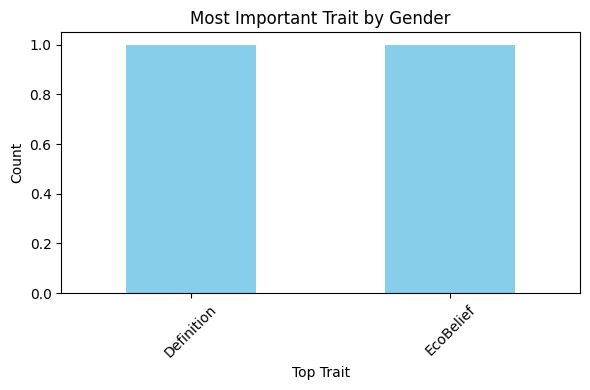 Most Important Trait by Gender
1.0
0.8
0.6
0.4
0.2
0.0
Count
Definition
EcoBelief
Top Trait